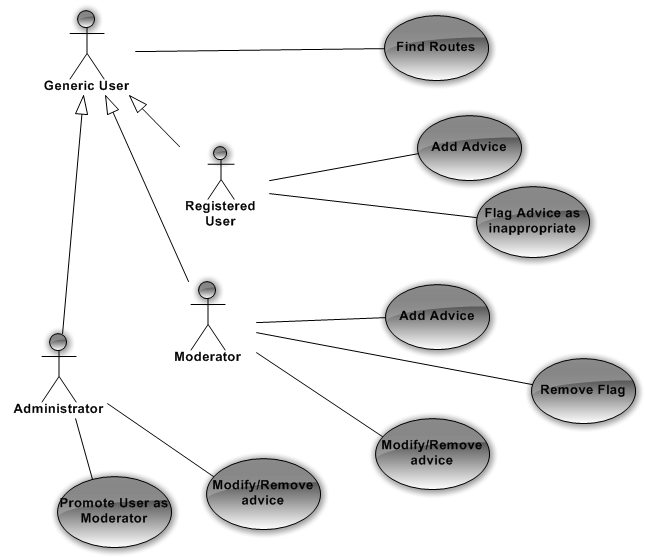 Find Routes
Generic User
Add Advice
Registered
User
Flag Advice as
inappropriate
Add Advice
Moderator
Remove Flag
Administrator
Modify/Remove
advice
Modify/Remove
advice
Promote User as
Moderator